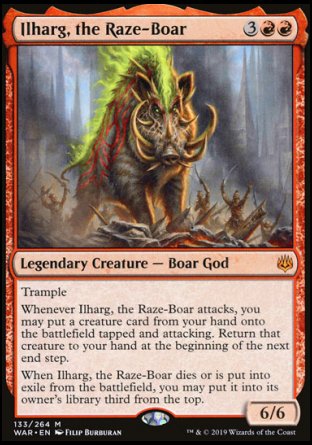 Ilharg, the Raze-Boar 3
Legendary Creature — Boar God
Trample
Whenever Ilharg, the Raze-Boar attacks, you
may put a creature card from your hand onto
the battlefield tapped and attacking. Return that
creature to your hand at the beginning of the next
end step.
When Ilharg, the Raze-Boar dies or is put into
exile from the battlefield, you may put it into its
owner's library third from the top.
6/6
133/264 M
WAR • EN FILIP BURBURAN
™ & © 2019 Wizards of the Coast